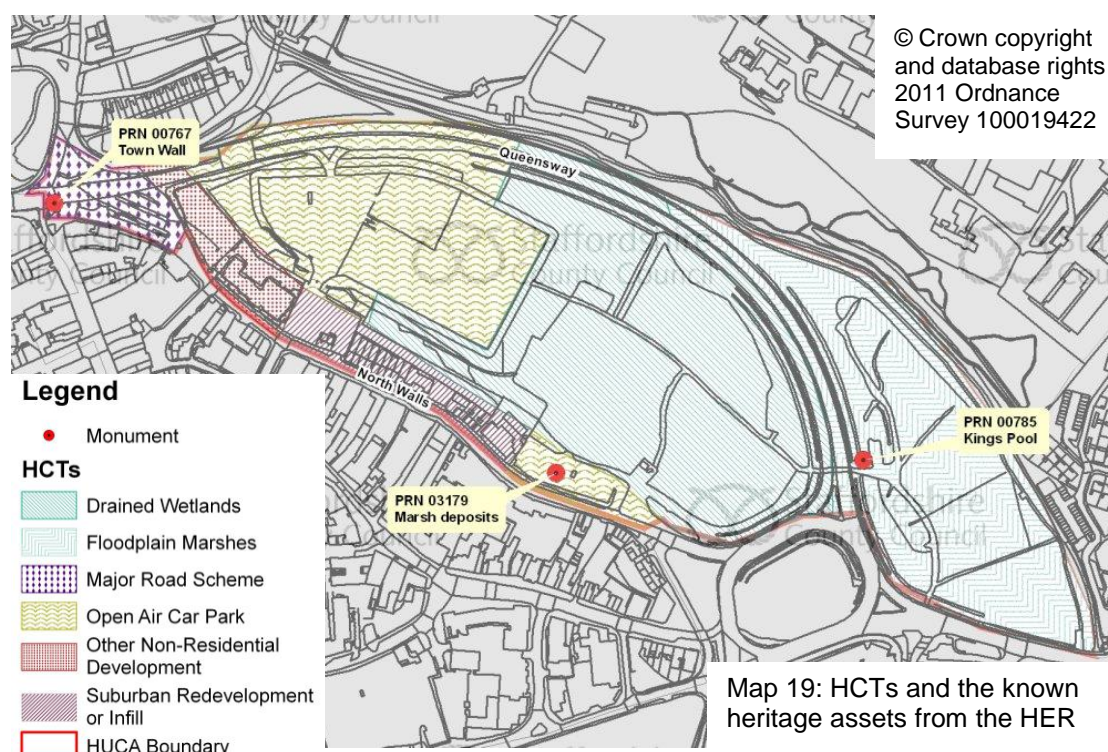 © Crown copyright
and database rights
2011 Ordnance
Survey 100019422
PRN 00767
Town Wall
Queensway
Staffordshire
County Council
North Walls
PRN 00785
Kings Pool
PRN 03179
Marsh deposits
Legend
Monument
HCTs
Drained Wetlands
Floodplain Marshes
Major Road Scheme
Open Air Car Park
Other Non-Residential
Development
Suburban Redevelopment
or Infill
HUCA Boundary
Map 19: HCTs and the known
heritage assets from the HER